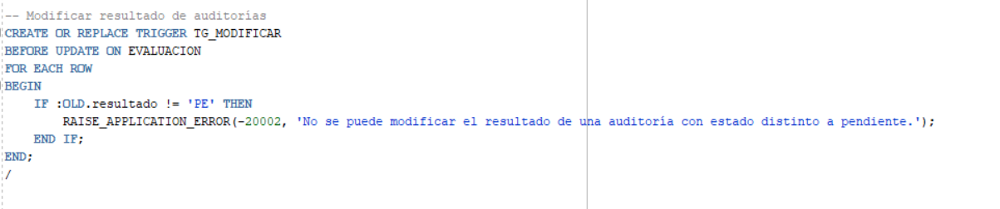 -- Modificar resultado de auditorías
CREATE OR REPLACE TRIGGER TG_MODIFICAR
BEFORE UPDATE ON EVALUACION
FOR EACH ROW
BEGIN
    IF :OLD.resultado != 'PE' THEN
        RAISE_APPLICATION_ERROR(-20002, 'No se puede modificar el resultado de una auditoría con estado distinto a pendiente.');
    END IF;
END;
/